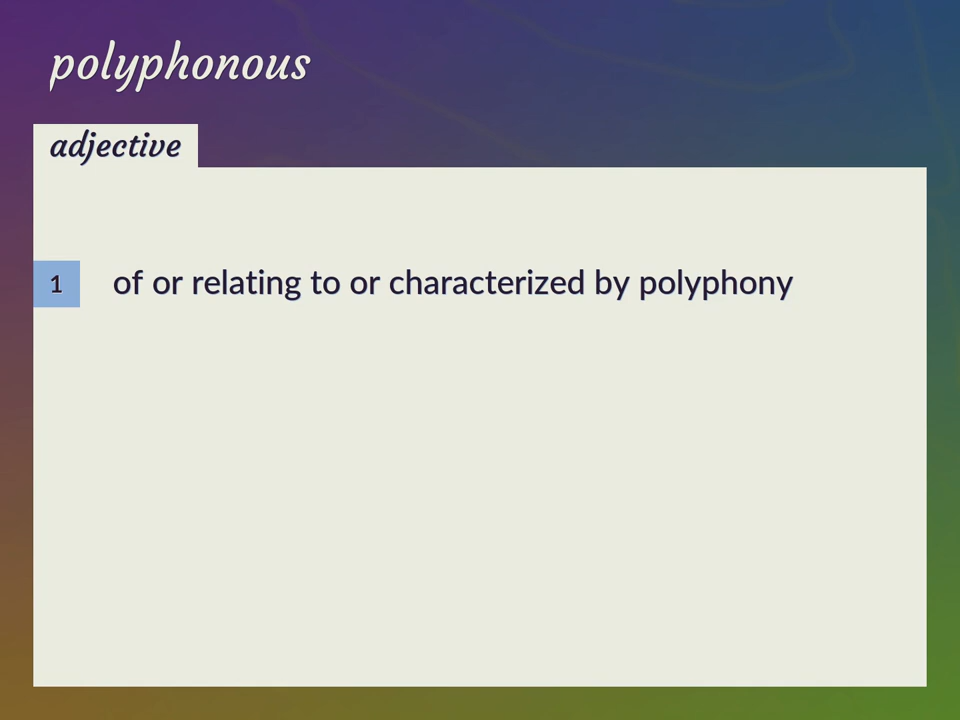 polyphonous
adjective
1 of or relating to or characterized by polyphony